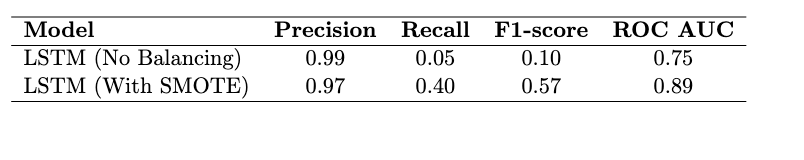 Model Precision Recall F1-score ROC AUC
LSTM (No Balancing) 0.99 0.05 0.10 0.75
LSTM (With SMOTE) 0.97 0.40 0.57 0.89